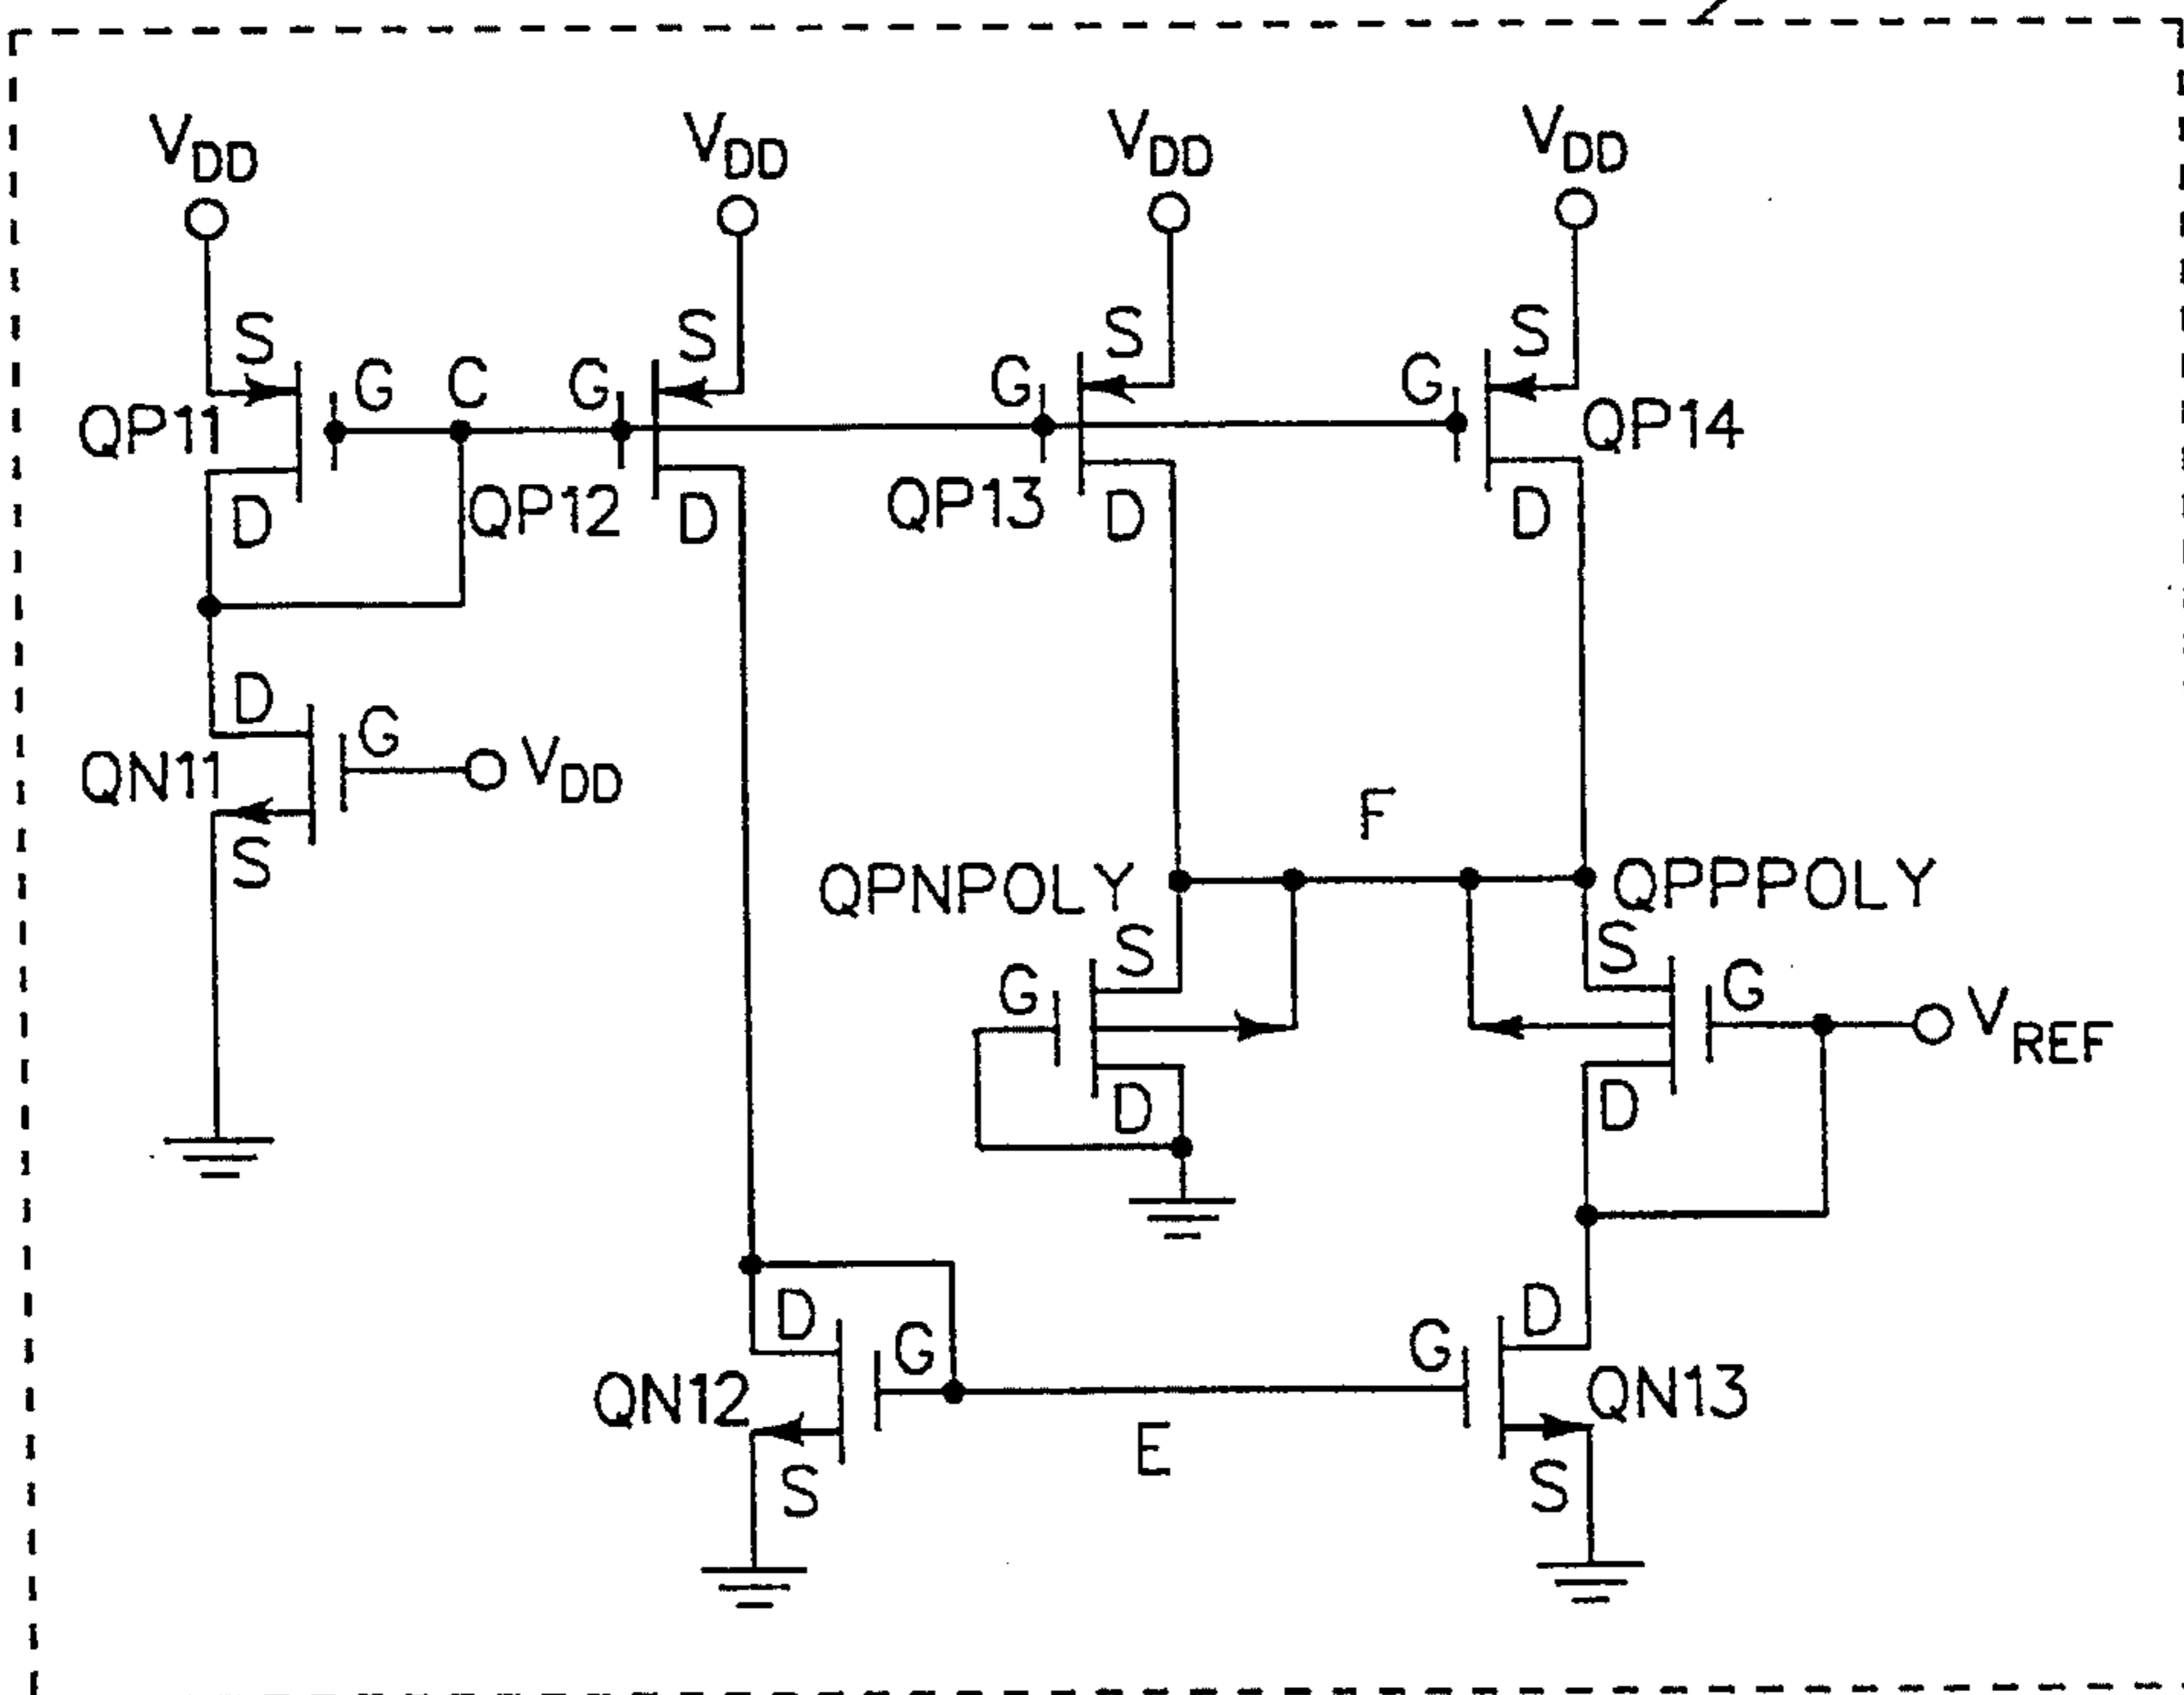 VDD VDD VDD VDD
S S S S
G C G G G
QP11 QP12 QP13 QP14
D D D D
D
G
QN11 VDD
S
F
QPNPOLY QPPPOLY
S S
G G VREF
D D
D D
G G
QN12 QN13
E
S S